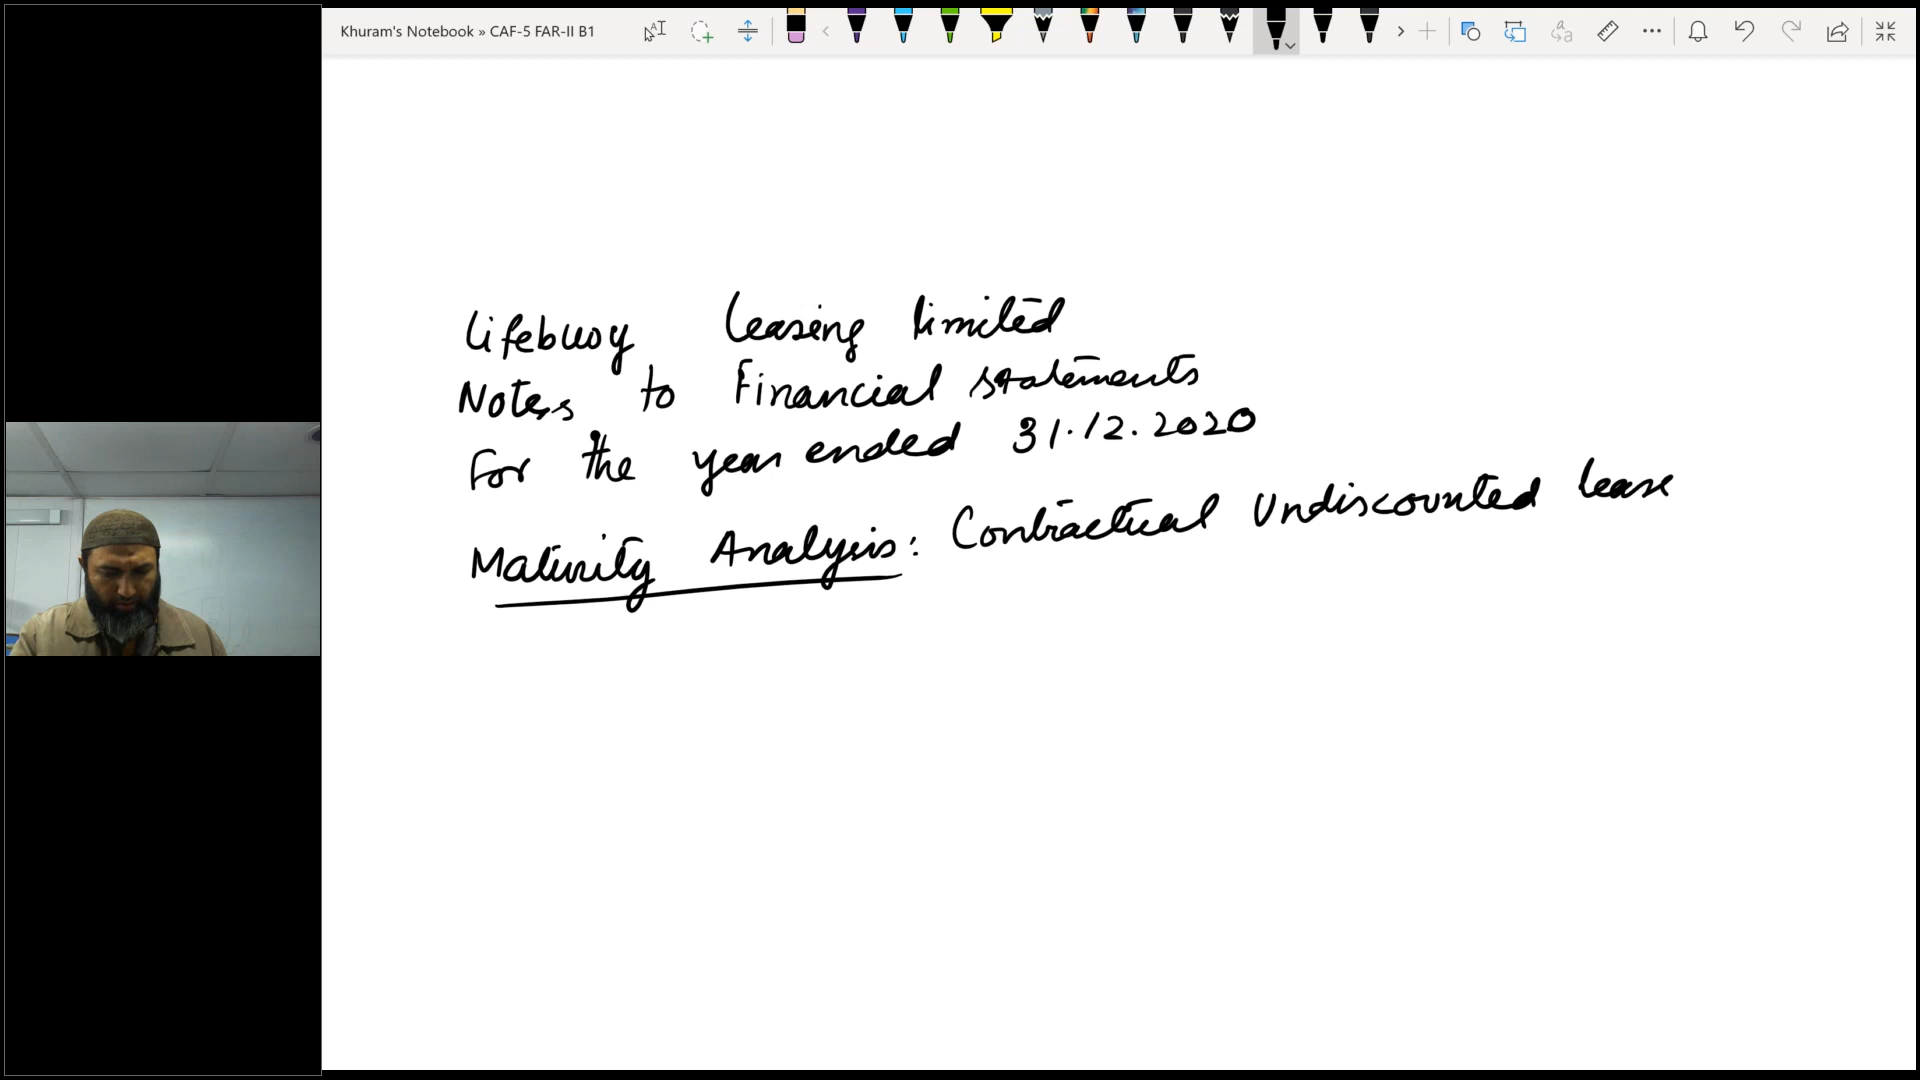 Khuram's Notebook » CAF-5 FAR-II B1
Lifebuoy Leasing limited
Notes to Financial statements
For the year ended 31.12.2020
Maturity Analysis: Contractual Undiscounted lease